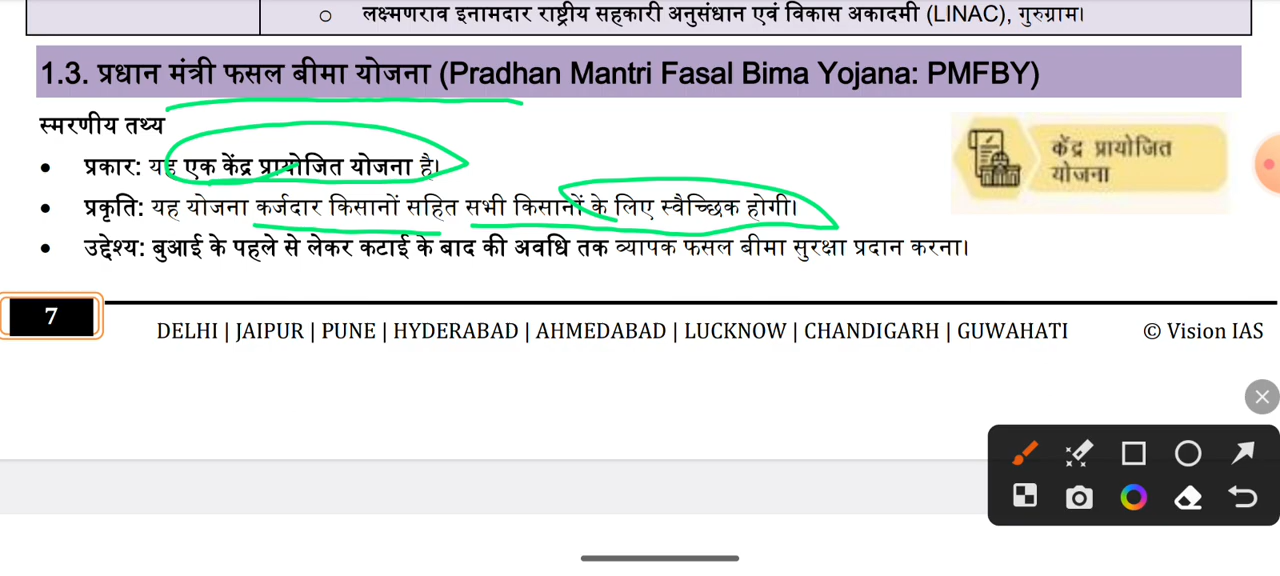 ○ लक्ष्मणराव इनामदार राष्ट्रीय सहकारी अनुसंधान एवं विकास अकादमी (LINAC), गुरुग्राम।
1.3. प्रधान मंत्री फसल बीमा योजना (Pradhan Mantri Fasal Bima Yojana: PMFBY)
स्मरणीय तथ्य
• प्रकार: यह एक केंद्र प्रायोजित योजना है।
केंद्र प्रायोजित
योजना
• प्रकृति: यह योजना कर्जदार किसानों सहित सभी किसानों के लिए स्वैच्छिक होगी।
• उद्देश्य: बुआई के पहले से लेकर कटाई के बाद की अवधि तक व्यापक फसल बीमा सुरक्षा प्रदान करना।
7
DELHI | JAIPUR | PUNE | HYDERABAD | AHMEDABAD | LUCKNOW | CHANDIGARH | GUWAHATI
© Vision IAS